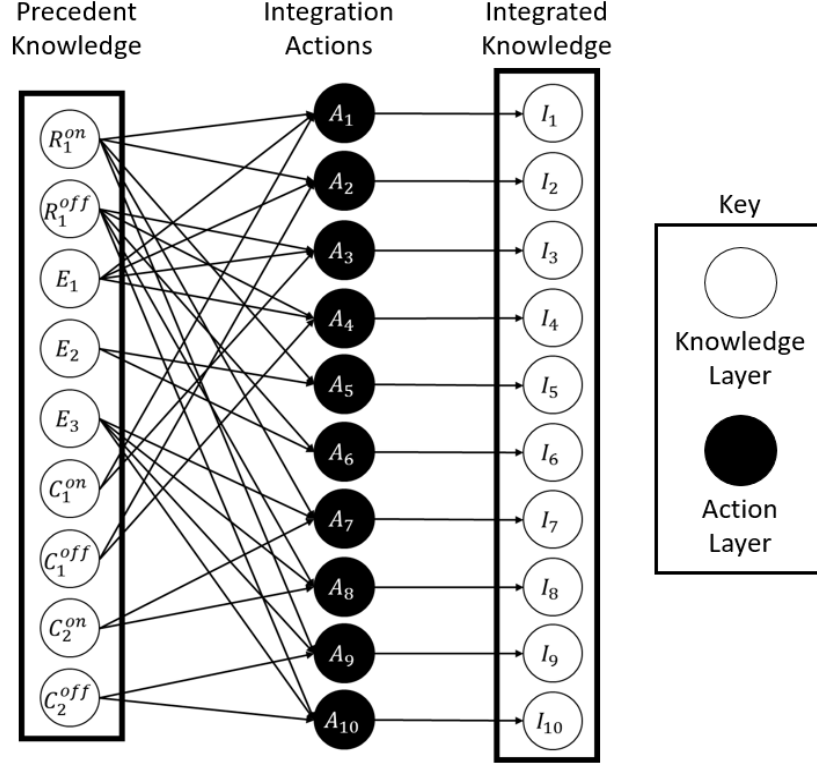 Precedent
Knowledge
Integration
Actions
Integrated
Knowledge
R₁ᵒⁿ
R₁ᵒᶠᶠ
E₁
E₂
E₃
C₁ᵒⁿ
C₁ᵒᶠᶠ
C₂ᵒⁿ
C₂ᵒᶠᶠ
A₁
A₂
A₃
A₄
A₅
A₆
A₇
A₈
A₉
A₁₀
I₁
I₂
I₃
I₄
I₅
I₆
I₇
I₈
I₉
I₁₀
Key
Knowledge
Layer
Action
Layer